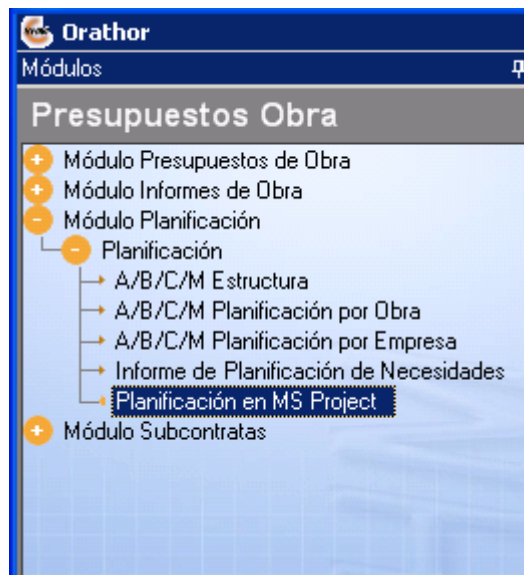 Orathor
Módulos
Presupuestos Obra
Módulo Presupuestos de Obra
Módulo Informes de Obra
Módulo Planificación
Planificación
A/B/C/M Estructura
A/B/C/M Planificación por Obra
A/B/C/M Planificación por Empresa
Informe de Planificación de Necesidades
Planificación en MS Project
Módulo Subcontratas